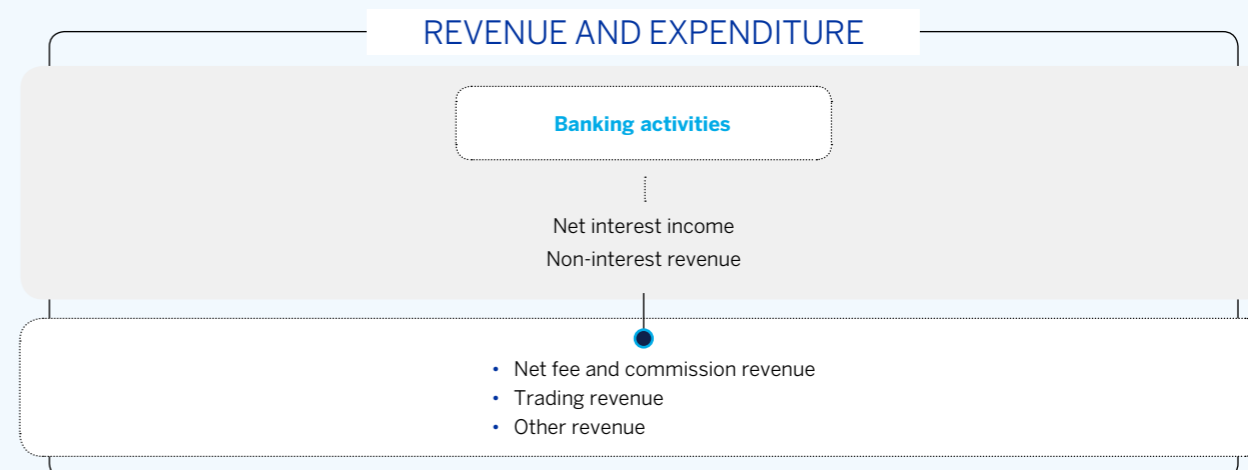 REVENUE AND EXPENDITURE
Banking activities
Net interest income
Non-interest revenue
• Net fee and commission revenue
• Trading revenue
• Other revenue